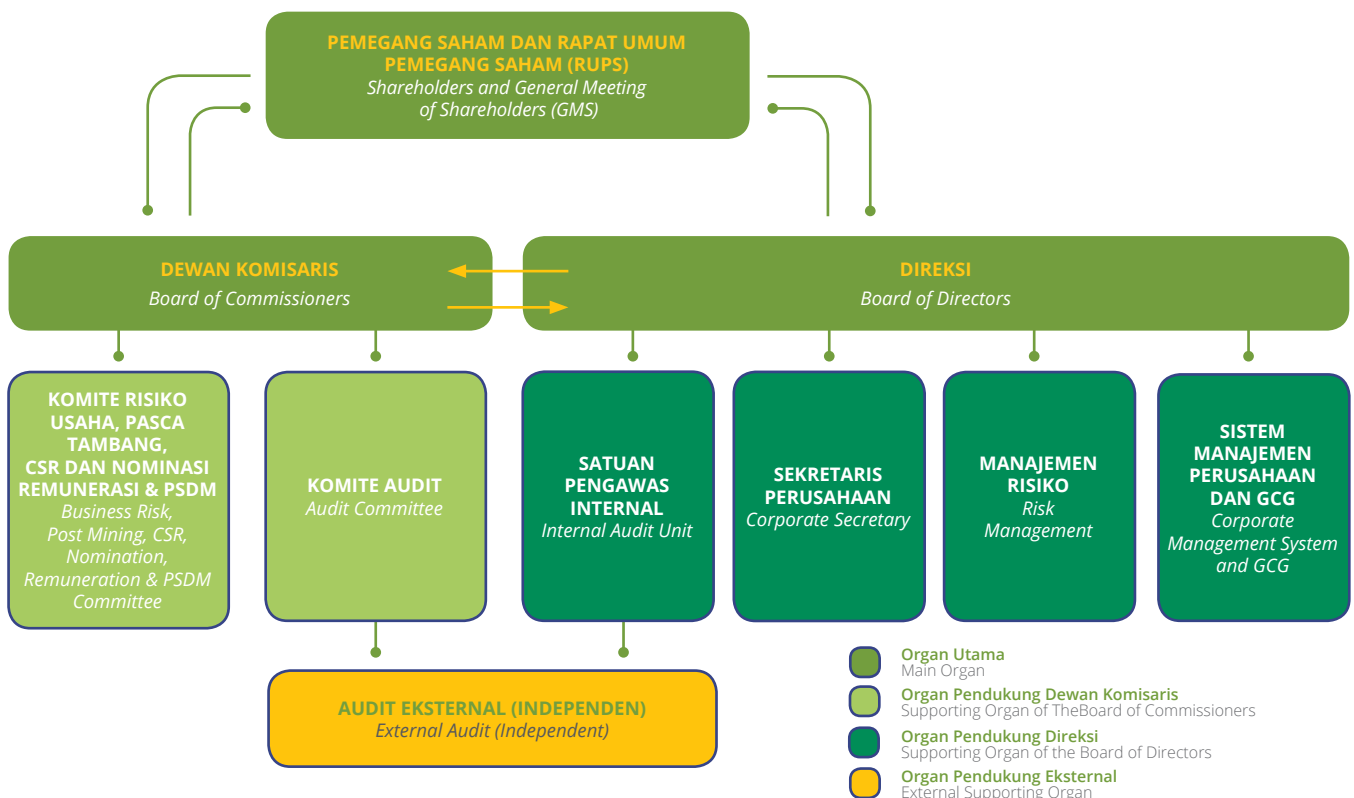 PEMEGANG SAHAM DAN RAPAT UMUM
PEMEGANG SAHAM (RUPS)
Shareholders and General Meeting
of Shareholders (GMS)
DEWAN KOMISARIS
Board of Commissioners
DIREKSI
Board of Directors
KOMITE RISIKO
USAHA, PASCA
TAMBANG,
CSR DAN NOMINASI
REMUNERASI & PSDM
Business Risk,
Post Mining, CSR,
Nomination,
Remuneration & PSDM
Committee
KOMITE AUDIT
Audit Committee
SATUAN
PENGAWAS
INTERNAL
Internal Audit Unit
SEKRETARIS
PERUSAHAAN
Corporate Secretary
MANAJEMEN
RISIKO
Risk
Management
SISTEM
MANAJEMEN
PERUSAHAAN
DAN GCG
Corporate
Management System
and GCG
AUDIT EKSTERNAL (INDEPENDEN)
External Audit (Independent)
Organ Utama
Main Organ
Organ Pendukung Dewan Komisaris
Supporting Organ of TheBoard of Commissioners
Organ Pendukung Direksi
Supporting Organ of the Board of Directors
Organ Pendukung Eksternal
External Supporting Organ